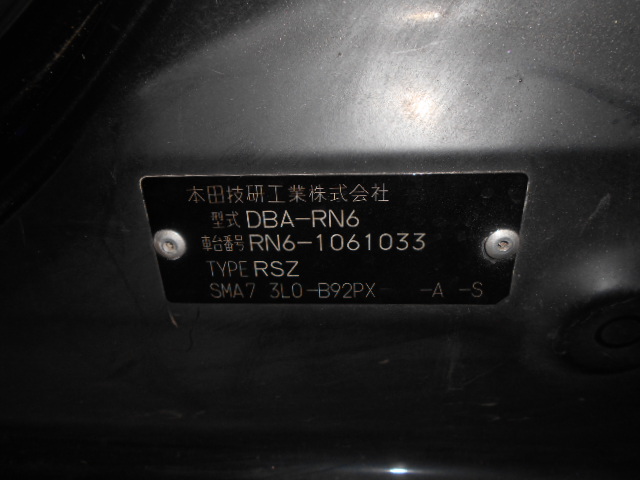 本田技研工業株式会社
型式 DBA-RN6
車台番号 RN6-1061033
TYPE RSZ
SMA7 3L0-B92PX -A -S